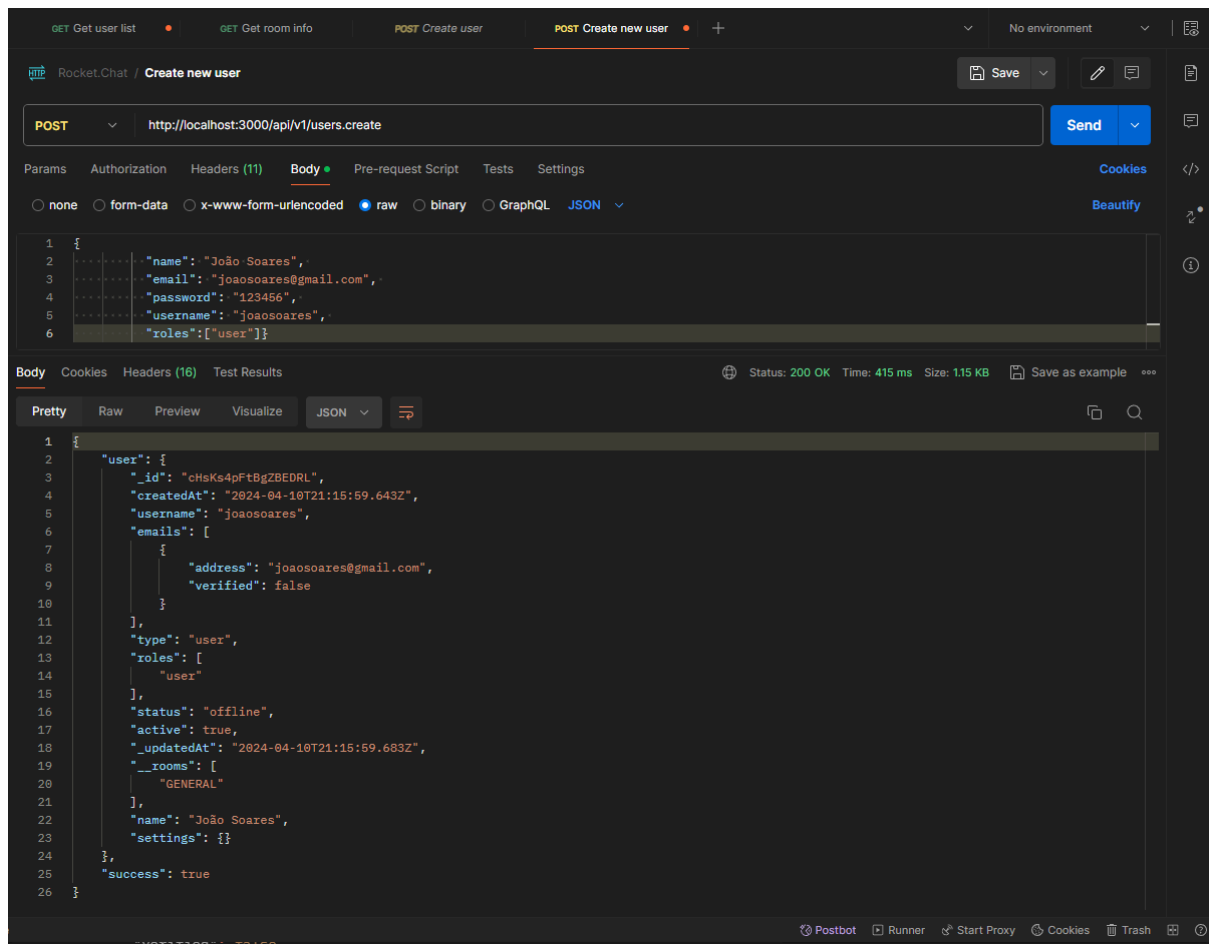 GET Get user list GET Get room info POST Create user POST Create new user No environment
HTTP Rocket.Chat / Create new user Save
POST http://localhost:3000/api/v1/users.create Send
Params Authorization Headers (11) Body Pre-request Script Tests Settings Cookies
none form-data x-www-form-urlencoded raw binary GraphQL JSON Beautify
1 {
2 "name": "João Soares",
3 "email": "joaosoares@gmail.com",
4 "password": "123456",
5 "username": "joaosoares",
6 "roles":["user"]}
Body Cookies Headers (16) Test Results Status: 200 OK Time: 415 ms Size: 1.15 KB Save as example
Pretty Raw Preview Visualize JSON
1 {
2 "user": {
3 "_id": "cHsKs4pFtBgZBEDRL",
4 "createdAt": "2024-04-10T21:15:59.643Z",
5 "username": "joaosoares",
6 "emails": [
7 {
8 "address": "joaosoares@gmail.com",
9 "verified": false
10 }
11 ],
12 "type": "user",
13 "roles": [
14 "user"
15 ],
16 "status": "offline",
17 "active": true,
18 "_updatedAt": "2024-04-10T21:15:59.683Z",
19 "__rooms": [
20 "GENERAL"
21 ],
22 "name": "João Soares",
23 "settings": {}
24 },
25 "success": true
26 }
Postbot Runner Start Proxy Cookies Trash